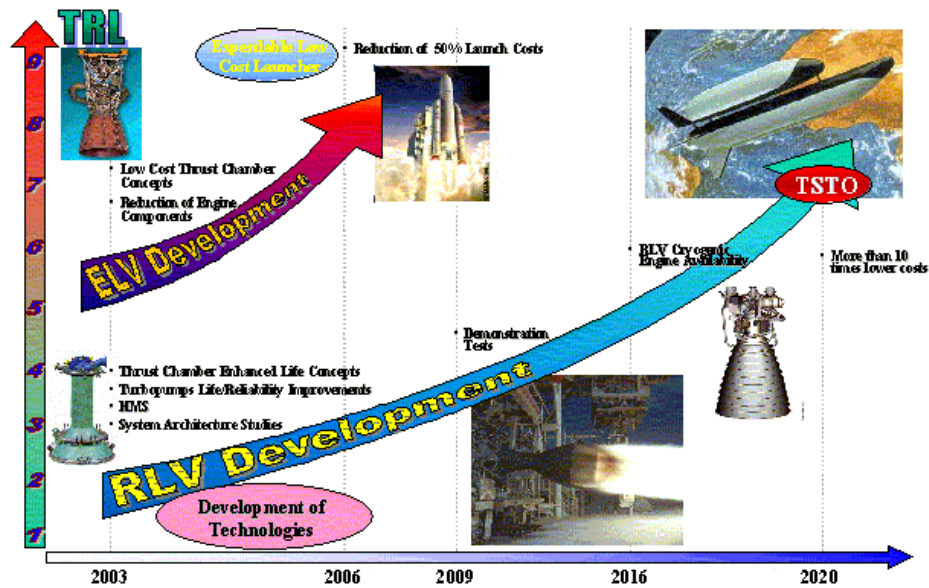 TRL
9
8
7
6
5
4
3
2
1
Expendable Low
Cost Launcher
· Reduction of 50% Launch Costs
· Low Cost Thrust Chamber
Concepts
· Reduction of Engine
Components
ELV Development
TSTO
· RLV Cryogenic
Engine Availability
· More than 10
times lower costs
· Demonstration
Tests
· Thrust Chamber Enhanced Life Concepts
· Turbopumps Life/Reliability Improvements
· HMS
· System Architecture Studies
RLV Development
Development of
Technologies
2003
2006
2009
2016
2020